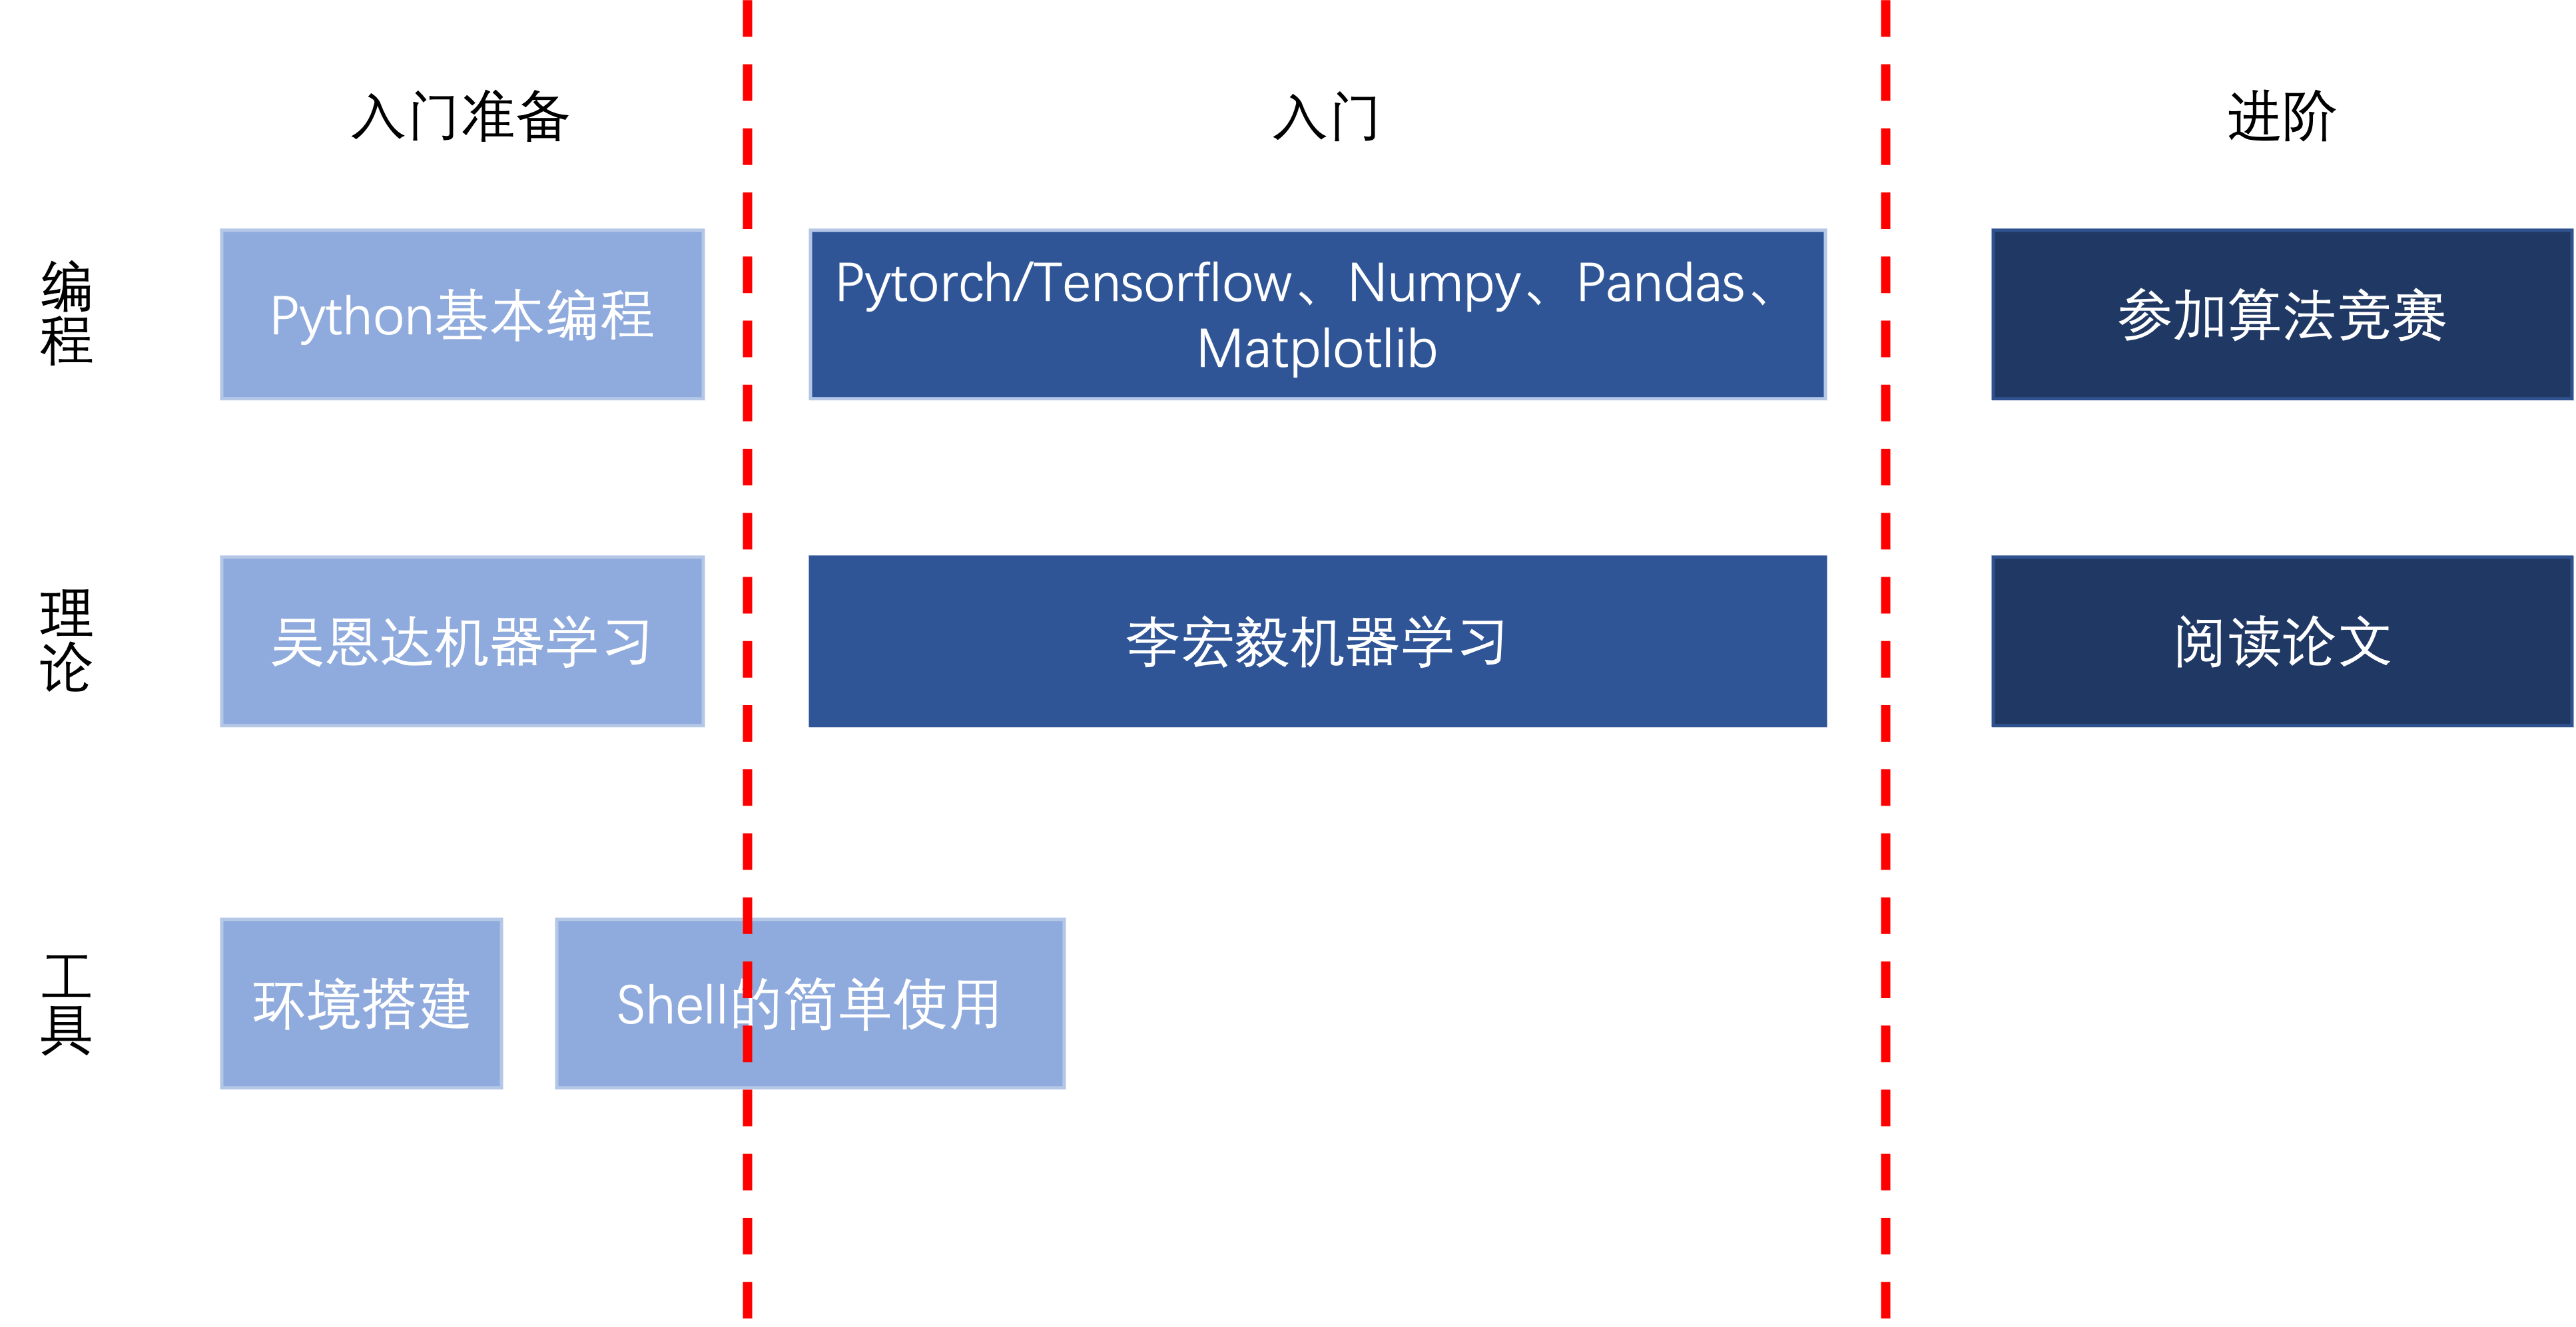 入门准备
入门
进阶
编程
Python基本编程
Pytorch/Tensorflow、Numpy、Pandas、
Matplotlib
参加算法竞赛
理论
吴恩达机器学习
李宏毅机器学习
阅读论文
工具
环境搭建
Shell的简单使用